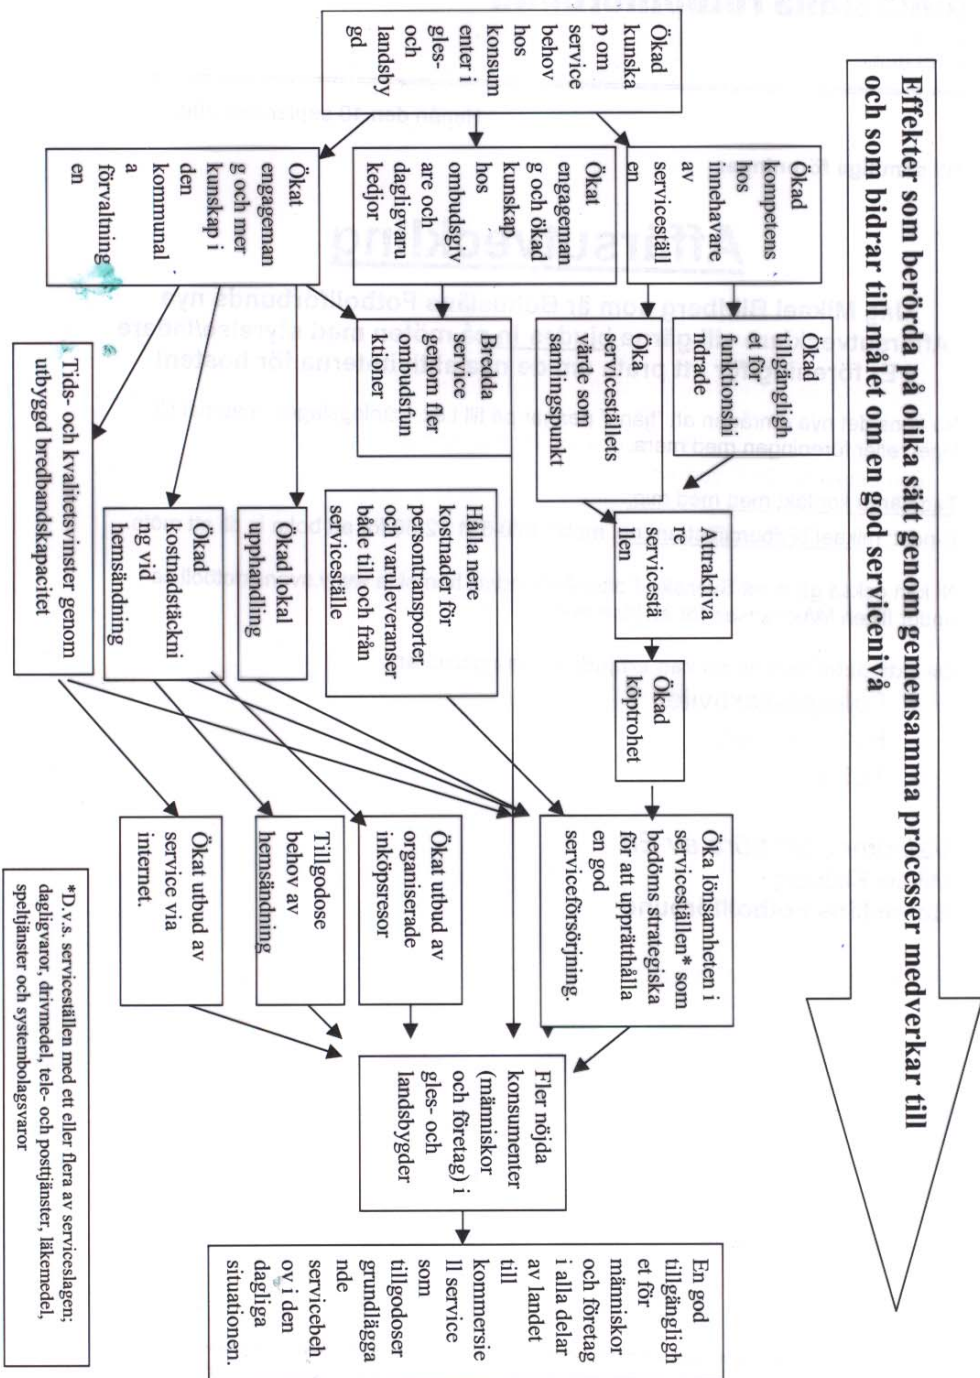 Effekter som berörd på olika sätt genom gemensamma processer medverkar till
och som bidrar till målet om en god servicenivå
Ökad
kunska
p om
service
behov
hos
konsum
enter i
gles-
och
landsby
gd
Ökad
kompetens
hos
innehavare
av
serviceställ
en
Ökat
engageman
g och ökad
kunskap
hos
ombudsgiv
are och
dagligvaru
kedjor
Ökat
engageman
g och mer
kunskap i
den
kommunal
a
förvaltning
en
Ökad
tillgängligh
et för
funktionshi
ndrade
Öka
serviceställets
värde som
samlingspunkt
Bredda
service
genom fler
ombudsfun
ktioner
Attraktiva
re
servicestä
llen
Ökad
köptrohet
Hålla nere
kostnader för
persontransporter
och varuleveranser
både till och från
serviceställe
Ökad lokal
upphandling
Ökad
kostnadstäckni
ng vid
hemsändning
Tids- och kvalitetsvinster genom
utbyggd bredbandskapacitet
Öka lönsamheten i
serviceställen* som
bedöms strategiska
för att upprätthålla
en god
serviceförsörjning.
Ökat utbud av
organiserade
inköpsresor
Tillgodose
behov av
hemsändning
Ökat utbud av
service via
internet.
Fler nöjda
konsumenter
(människor
och företag) i
gles- och
landsbygder
En god
tillgängligh
et för
människor
och företag
i alla delar
av landet
till
kommersie
ll service
som
tillgodoser
grundlägga
nde
servicebeh
ov i den
dagliga
situationen.
*D.v.s. serviceställen med ett eller flera av serviceslagen;
dagligvaror, drivmedel, tele- och posttjänster, läkemedel,
speltjänster och systembolagsvaror